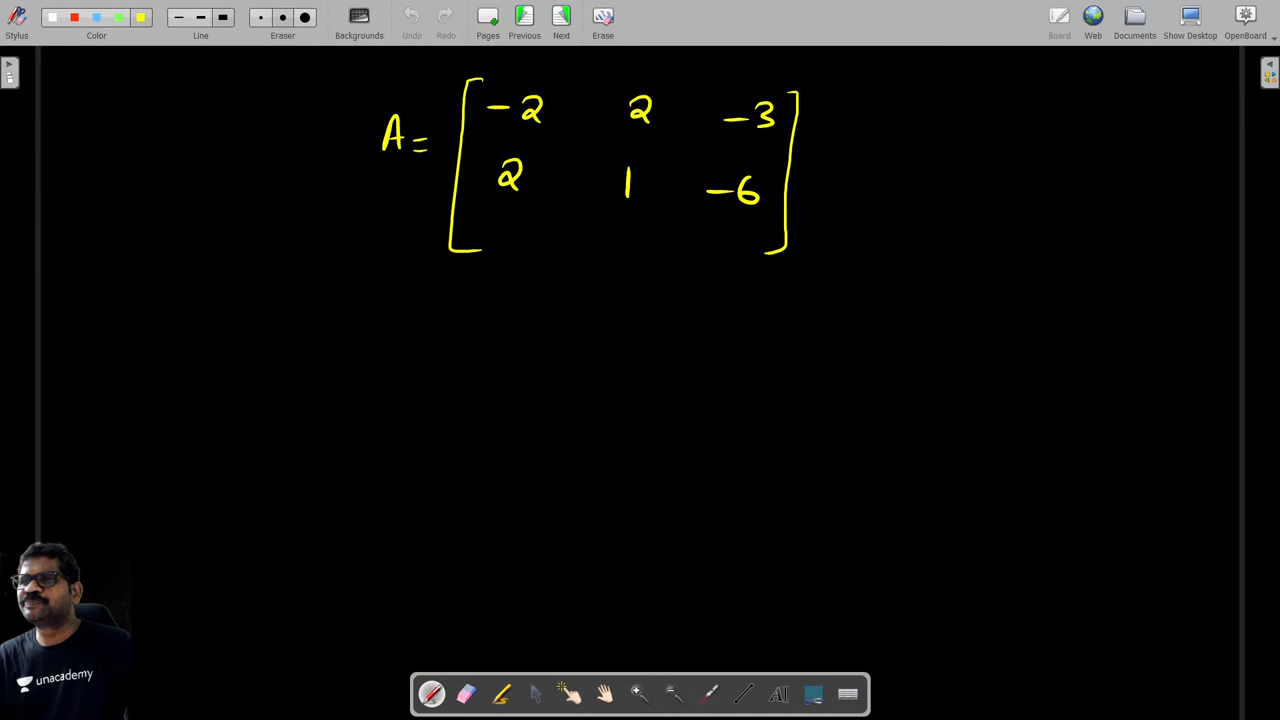 Stylus Color Line Eraser Backgrounds Undo Redo Pages Previous Next Erase Board Web Documents Show Desktop OpenBoard
A = [ -2 2 -3
2 1 -6 ]
unacademy